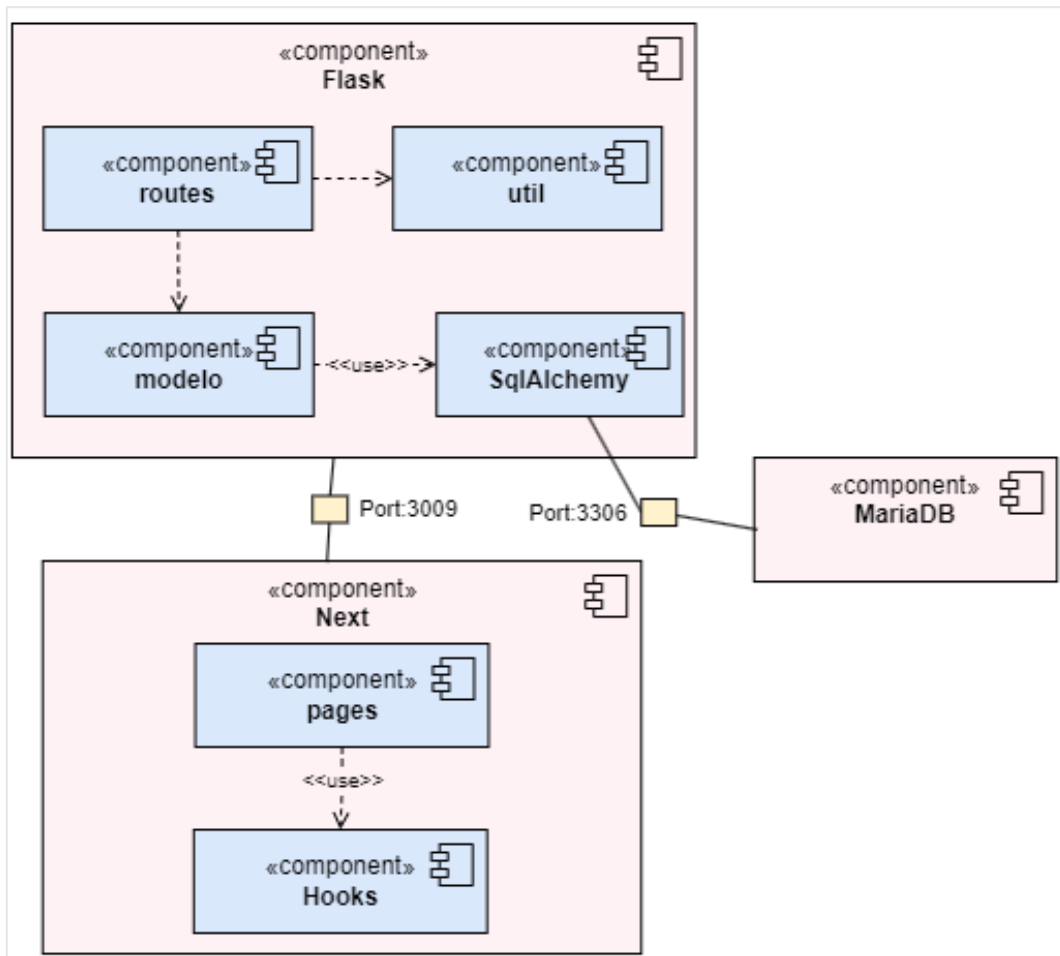 «component»
Flask
«component»
routes
«component»
util
«component»
modelo
<<use>>
«component»
SqlAlchemy
Port:3009
Port:3306
«component»
MariaDB
«component»
Next
«component»
pages
<<use>>
«component»
Hooks